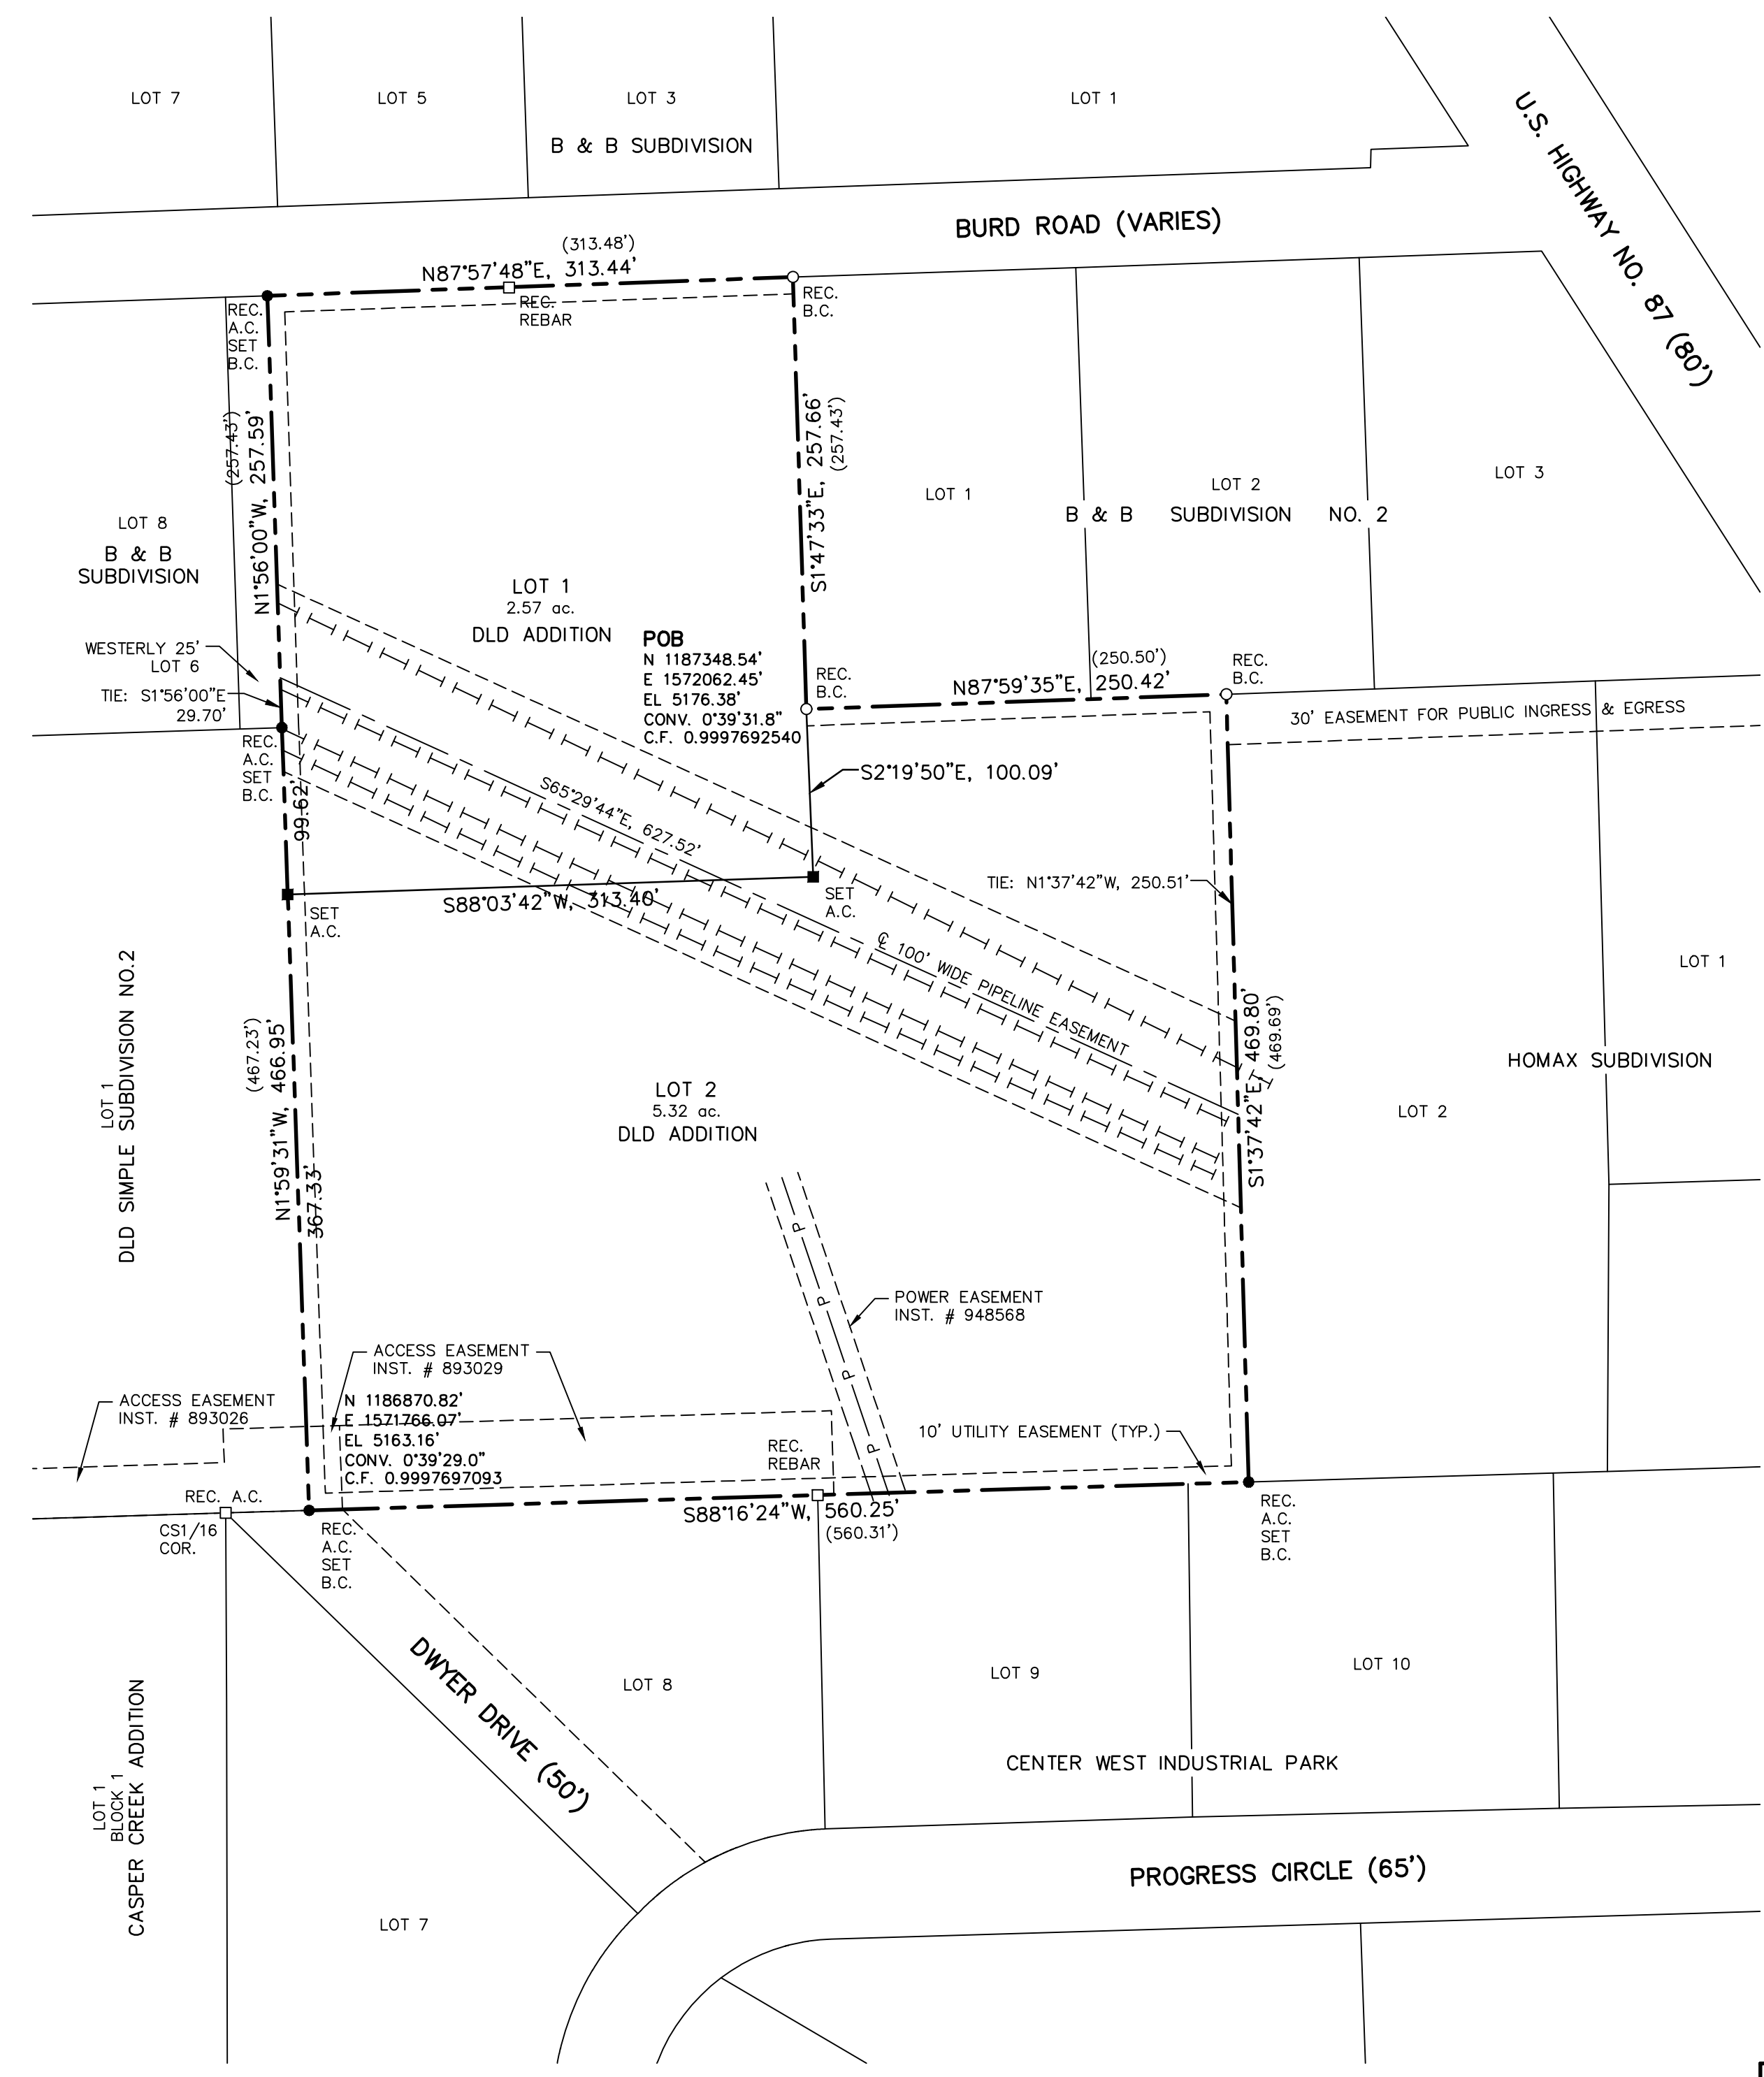 LOT 7
LOT 5
LOT 3
LOT 1
B & B SUBDIVISION
U.S. HIGHWAY NO. 87 (80')
BURD ROAD (VARIES)
(313.48')
N87°57'48"E, 313.44'
REC.
REBAR
REC.
A.C.
SET
B.C.
REC.
B.C.
(257.43')
N1°56'00"W, 257.59'
S1°47'33"E, 257.66'
(257.43')
LOT 1
LOT 2
LOT 3
B & B SUBDIVISION NO. 2
LOT 8
B & B
SUBDIVISION
LOT 1
2.57 ac.
DLD ADDITION
POB
N 1187348.54'
E 1572062.45'
EL 5176.38'
CONV. 0°39'31.8"
C.F. 0.9997692540
WESTERLY 25'
LOT 6
TIE: S1°56'00"E
29.70'
REC.
B.C.
(250.50')
N87°59'35"E, 250.42'
REC.
B.C.
30' EASEMENT FOR PUBLIC INGRESS & EGRESS
REC.
A.C.
SET
B.C.
99.62'
S65°29'44"E, 627.52'
S2°19'50"E, 100.09'
S88°03'42"W, 313.40'
SET
A.C.
SET
A.C.
TIE: N1°37'42"W, 250.51'
℄ 100' WIDE PIPELINE EASEMENT
LOT 1
DLD SIMPLE SUBDIVISION NO.2
(467.23')
N1°59'31"W, 466.95'
367.33'
S1°37'42"E, 469.80'
(469.69')
LOT 1
HOMAX SUBDIVISION
LOT 2
LOT 2
5.32 ac.
DLD ADDITION
P
P
P
P
POWER EASEMENT
INST. # 948568
ACCESS EASEMENT
INST. # 893029
ACCESS EASEMENT
INST. # 893026
N 1186870.82'
E 1571766.07'
EL 5163.16'
CONV. 0°39'29.0"
C.F. 0.9997697093
REC.
REBAR
10' UTILITY EASEMENT (TYP.)
REC. A.C.
CS1/16
COR.
REC.
A.C.
SET
B.C.
S88°16'24"W, 560.25'
(560.31')
REC.
A.C.
SET
B.C.
DWYER DRIVE (50')
LOT 8
LOT 9
LOT 10
CENTER WEST INDUSTRIAL PARK
LOT 1
BLOCK 1
CASPER CREEK ADDITION
PROGRESS CIRCLE (65')
LOT 7